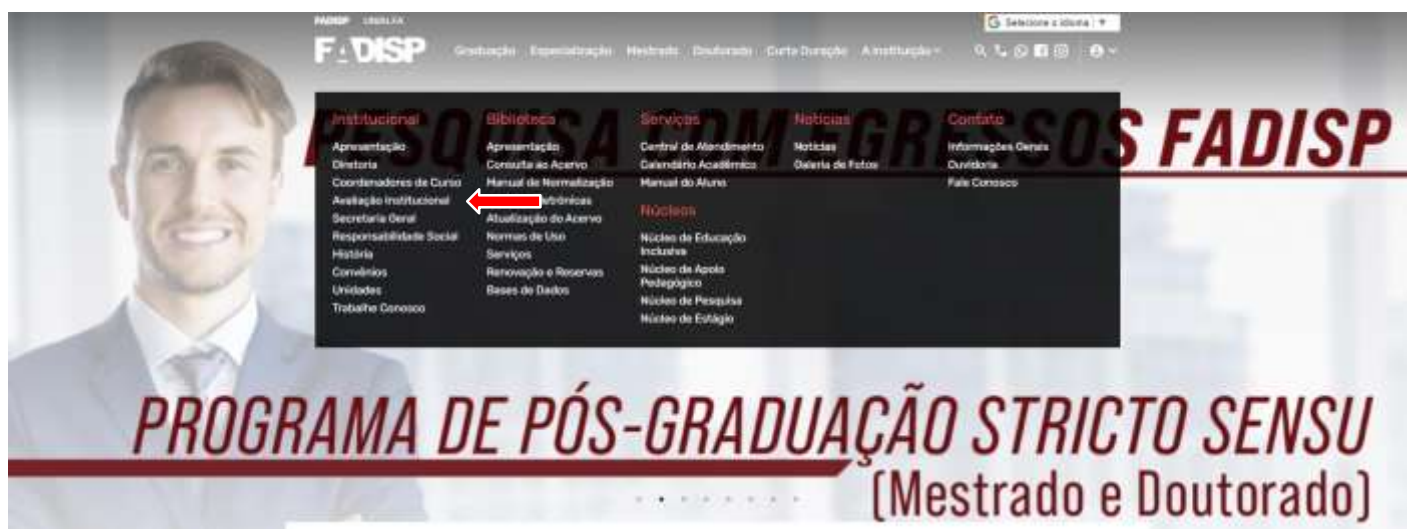 FADISP UNIALFA
Selecione o idioma
FADISP
Graduação Especialização Mestrado Doutorado Curta Duração A Instituição
PESQUISA COM EGRESSOS FADISP
Institucional
Apresentação
Diretoria
Coordenadores de Curso
Avaliação Institucional
Secretaria Geral
Responsabilidade Social
História
Convênios
Unidades
Trabalhe Conosco
Biblioteca
Apresentação
Consulta ao Acervo
Manual de Normalização
Atualização do Acervo
Normas de Uso
Serviços
Renovação e Reservas
Bases de Dados
Serviços
Central de Atendimento
Calendário Acadêmico
Manual do Aluno
Núcleos
Núcleo de Educação
Inclusiva
Núcleo de Apoio
Pedagógico
Núcleo de Pesquisa
Núcleo de Estágio
Notícias
Notícias
Galeria de Fotos
Contato
Informações Gerais
Ouvidoria
Fale Conosco
PROGRAMA DE PÓS-GRADUAÇÃO STRICTO SENSU
(Mestrado e Doutorado)